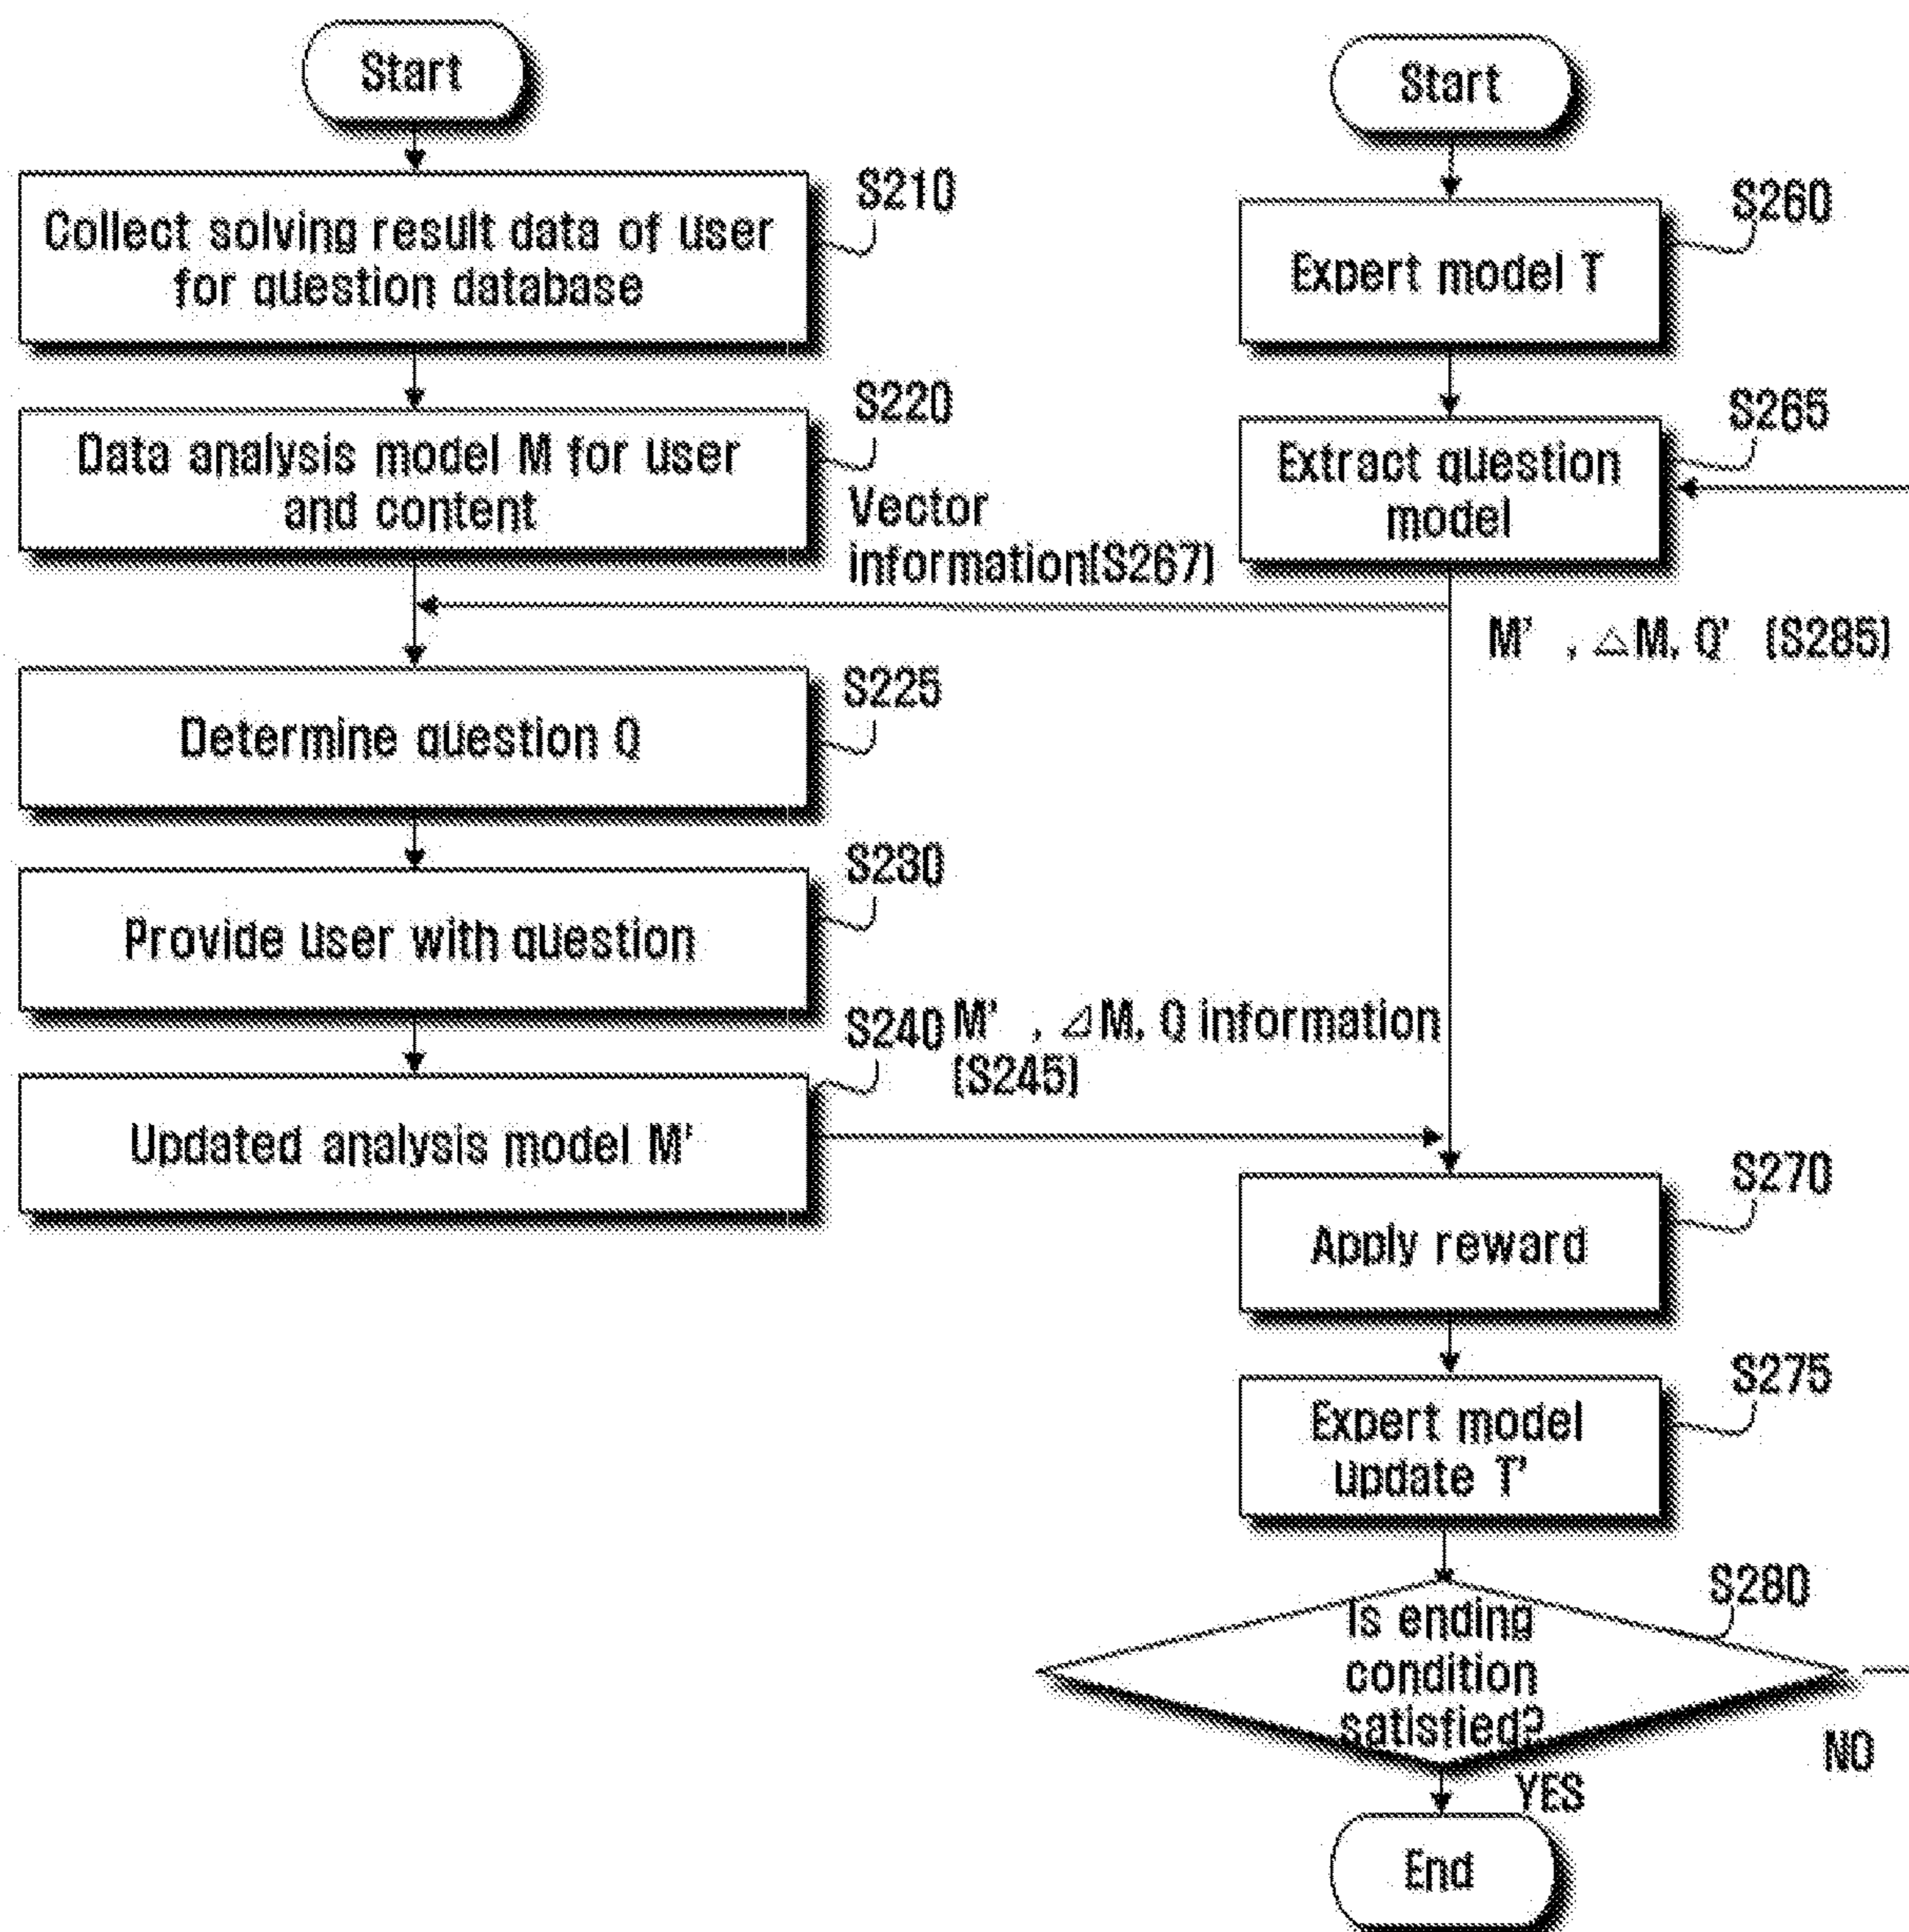 Start
S210
Collect solving result data of user
for question database
S220
Data analysis model M for user
and content
Vector
information(S267)
S225
Determine question Q
S230
Provide user with question
S240
M' , ⊿M, Q information
(S245)
Updated analysis model M'
Start
S260
Expert model T
S265
Extract question
model
M' , △M, Q' (S285)
S270
Apply reward
S275
Expert model
update T'
S280
Is ending
condition
satisfied?
NO
YES
End